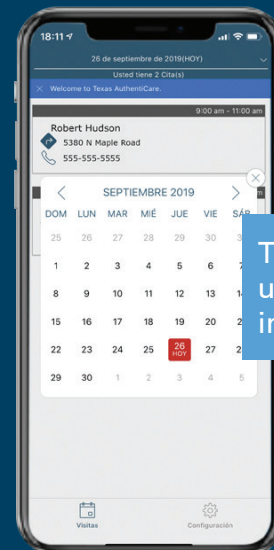 18:11
26 de septiembre de 2019(HOY)
Usted tiene 2 Cita(s)
× Welcome to Texas AuthentiCare.
9:00 am - 11:00 am
Robert Hudson
5380 N Maple Road
555-555-5555
SEPTIEMBRE 2019
DOM LUN MAR MIÉ JUE VIE SÁB
25 26 27 28 29 30
1 2 3 4 5 6 7
8 9 10 11 12 13
15 16 17 18 19 20
22 23 24 25 26 27
HOY
29 30 1 2 3 4 5
Visitas Configuración